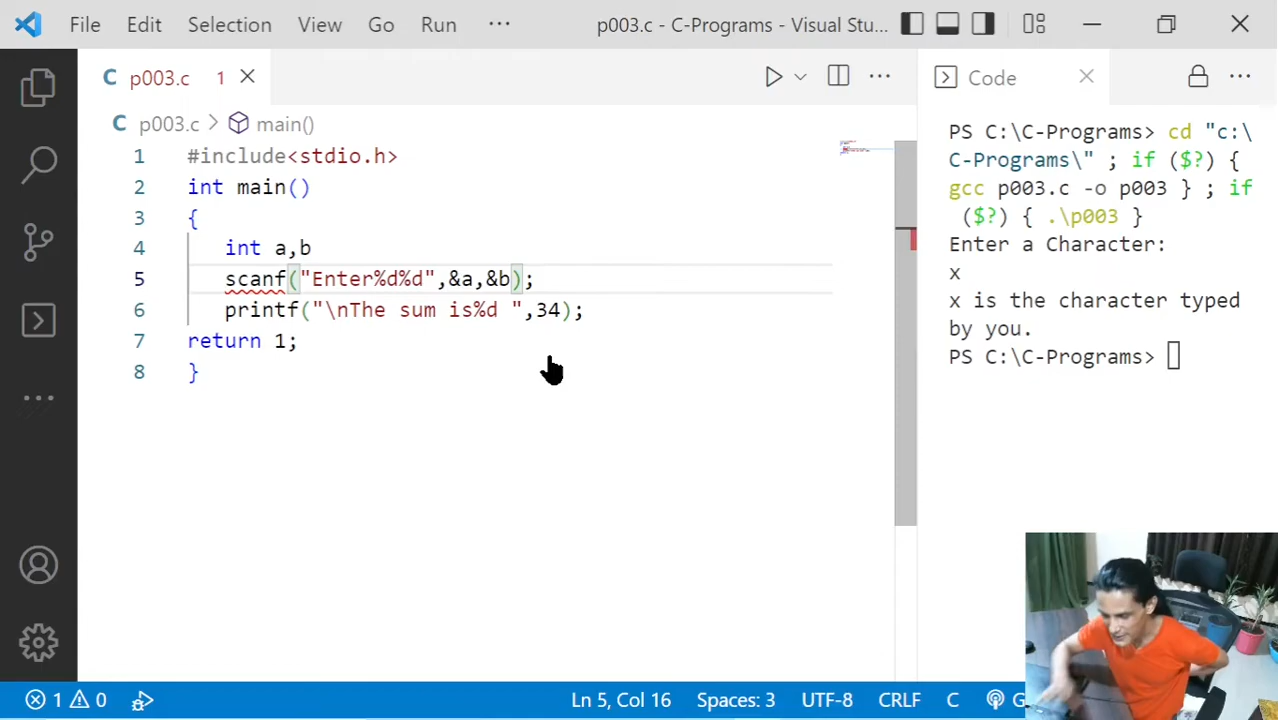 File Edit Selection View Go Run ··· p003.c - C-Programs - Visual Stu...
C p003.c 1
Code
C p003.c > main()
1 #include<stdio.h>
2 int main()
3 {
4 int a,b
5 scanf("Enter%d%d",&a,&b);
6 printf("\nThe sum is%d ",34);
7 return 1;
8 }
PS C:\C-Programs> cd "c:\
C-Programs\" ; if ($?) {
gcc p003.c -o p003 } ; if
($?) { .\p003 }
Enter a Character:
x
x is the character typed
by you.
PS C:\C-Programs>
1 0 Ln 5, Col 16 Spaces: 3 UTF-8 CRLF C G